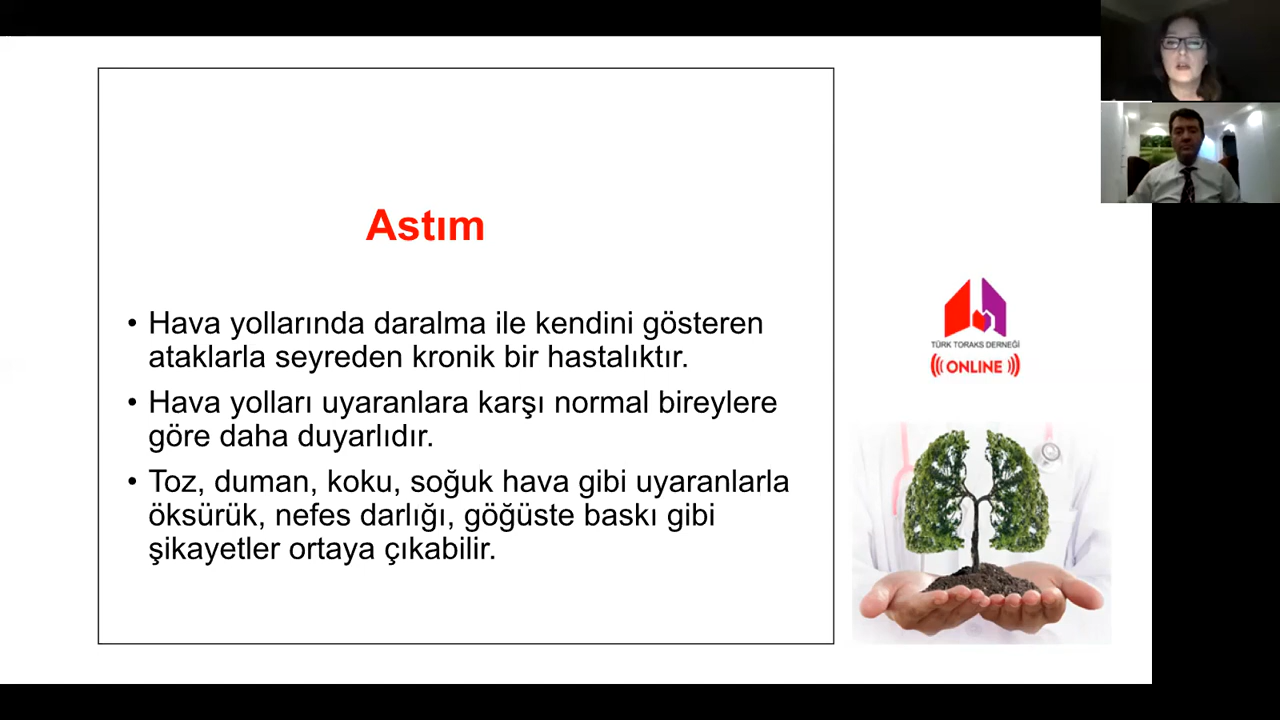 Astım
• Hava yollarında daralma ile kendini gösteren
ataklarla seyreden kronik bir hastalıktır.
• Hava yolları uyaranlara karşı normal bireylere
göre daha duyarlıdır.
• Toz, duman, koku, soğuk hava gibi uyaranlarla
öksürük, nefes darlığı, göğüste baskı gibi
şikayetler ortaya çıkabilir.
TÜRK TORAKS DERNEĞİ
ONLINE